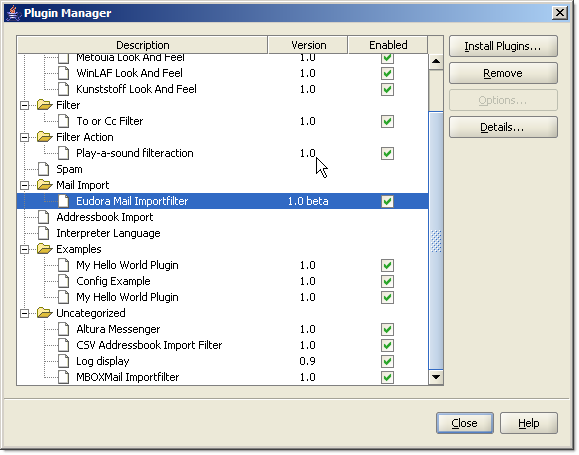 Plugin Manager
Description Version Enabled
Metouia Look And Feel 1.0
WinLAF Look And Feel 1.0
Kunststoff Look And Feel 1.0
Filter
To or Cc Filter 1.0
Filter Action
Play-a-sound filteraction 1.0
Spam
Mail Import
Eudora Mail Importfilter 1.0 beta
Addressbook Import
Interpreter Language
Examples
My Hello World Plugin 1.0
Config Example 1.0
My Hello World Plugin 1.0
Uncategorized
Altura Messenger 1.0
CSV Addressbook Import Filter 1.0
Log display 0.9
MBOXMail Importfilter 1.0
Install Plugins...
Remove
Options...
Details...
Close Help